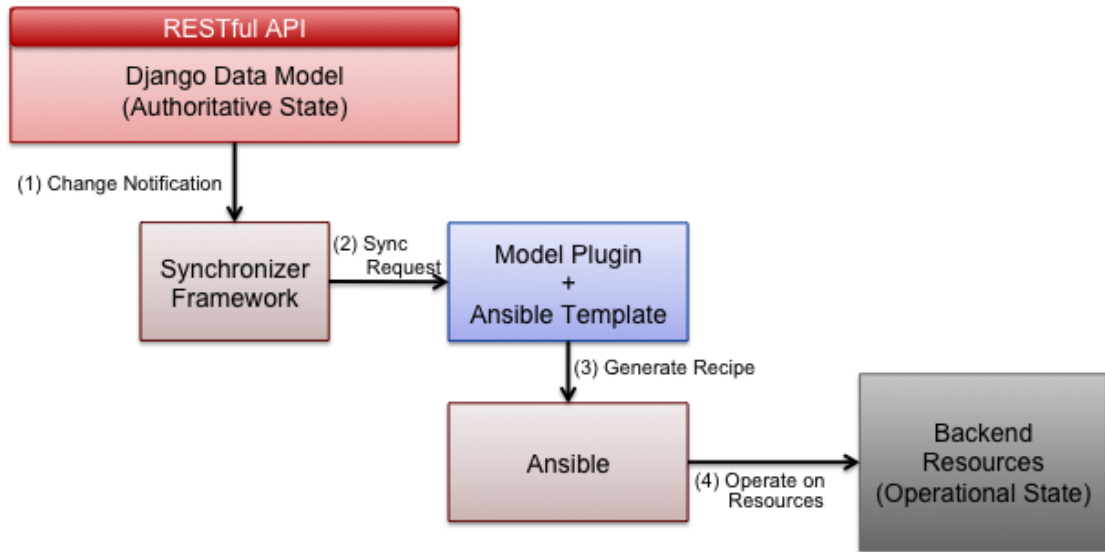 RESTful API
Django Data Model
(Authoritative State)
(1) Change Notification
Synchronizer
Framework
(2) Sync
Request
Model Plugin
+
Ansible Template
(3) Generate Recipe
Ansible
(4) Operate on
Resources
Backend
Resources
(Operational State)